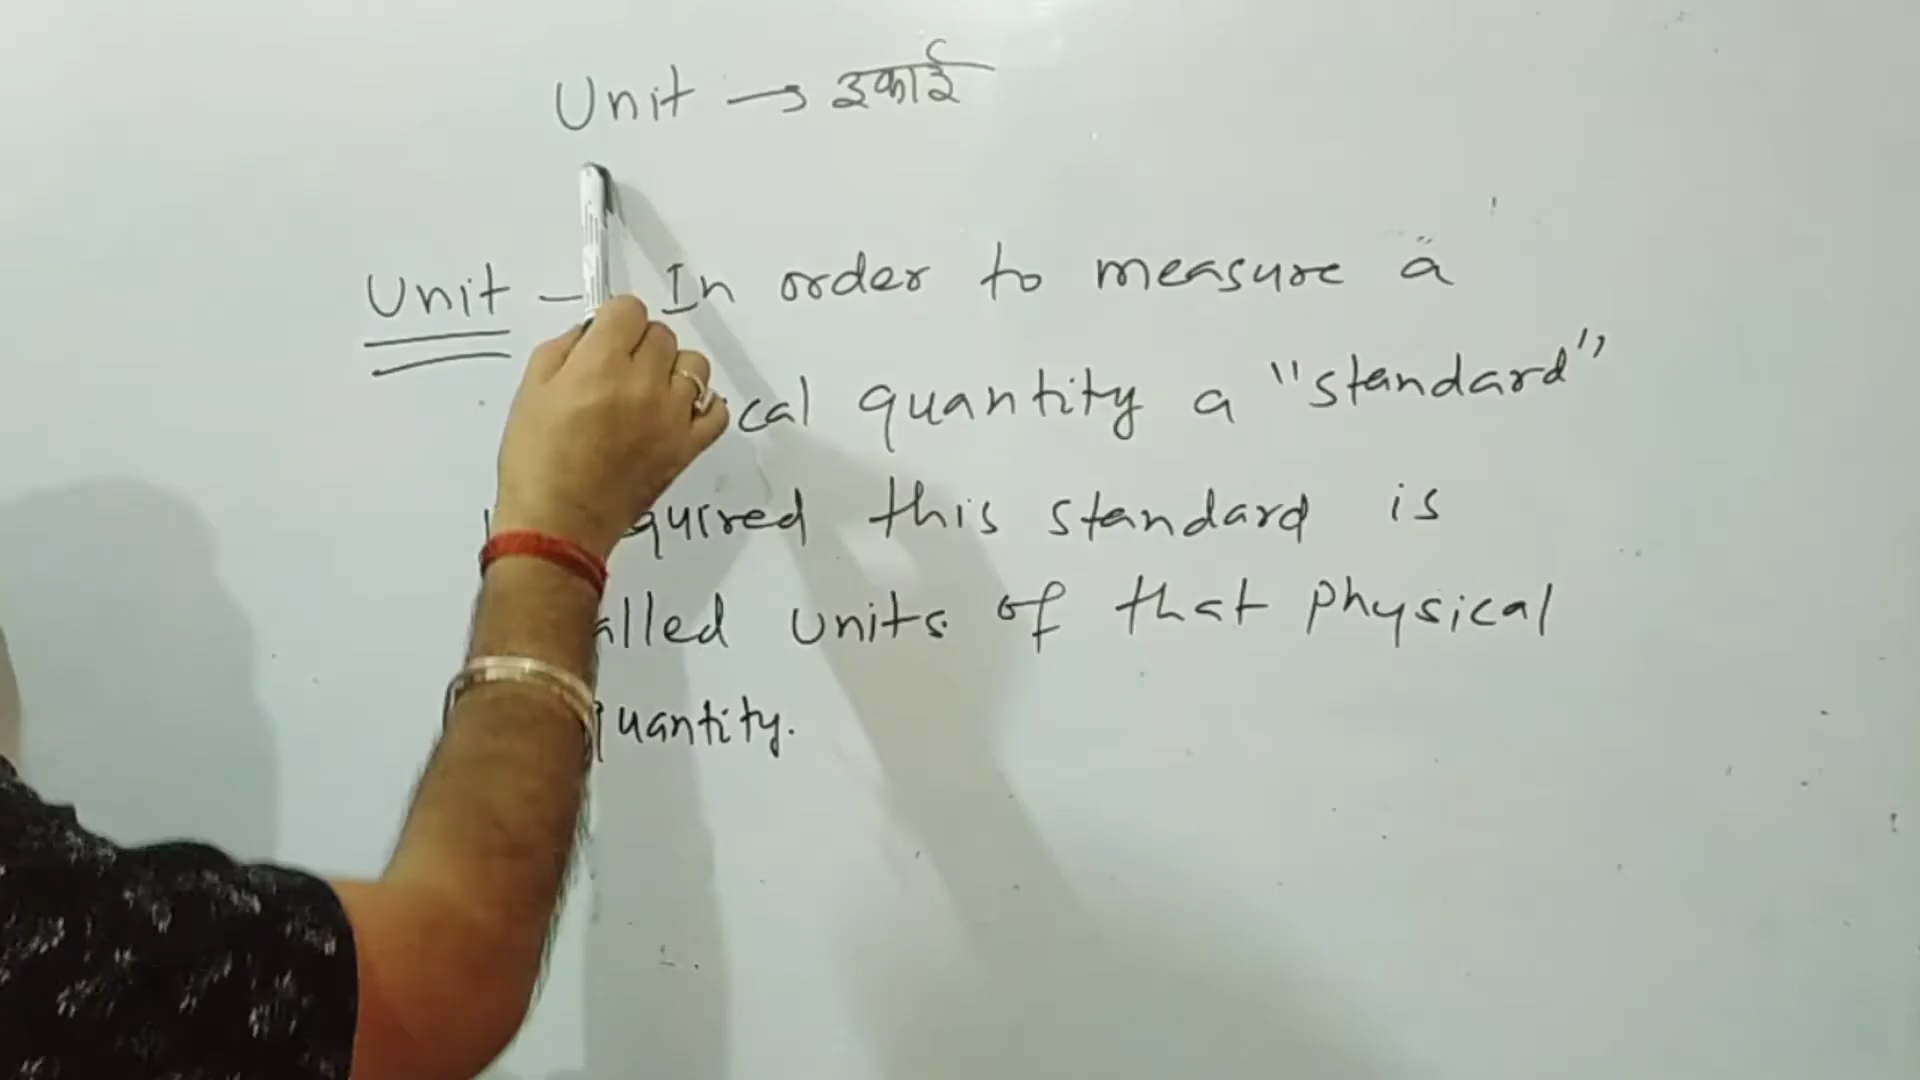 Unit → इकाई
Unit - In order to measure a
cal quantity a "standard"
quired this standard is
alled units of that physical
quantity.